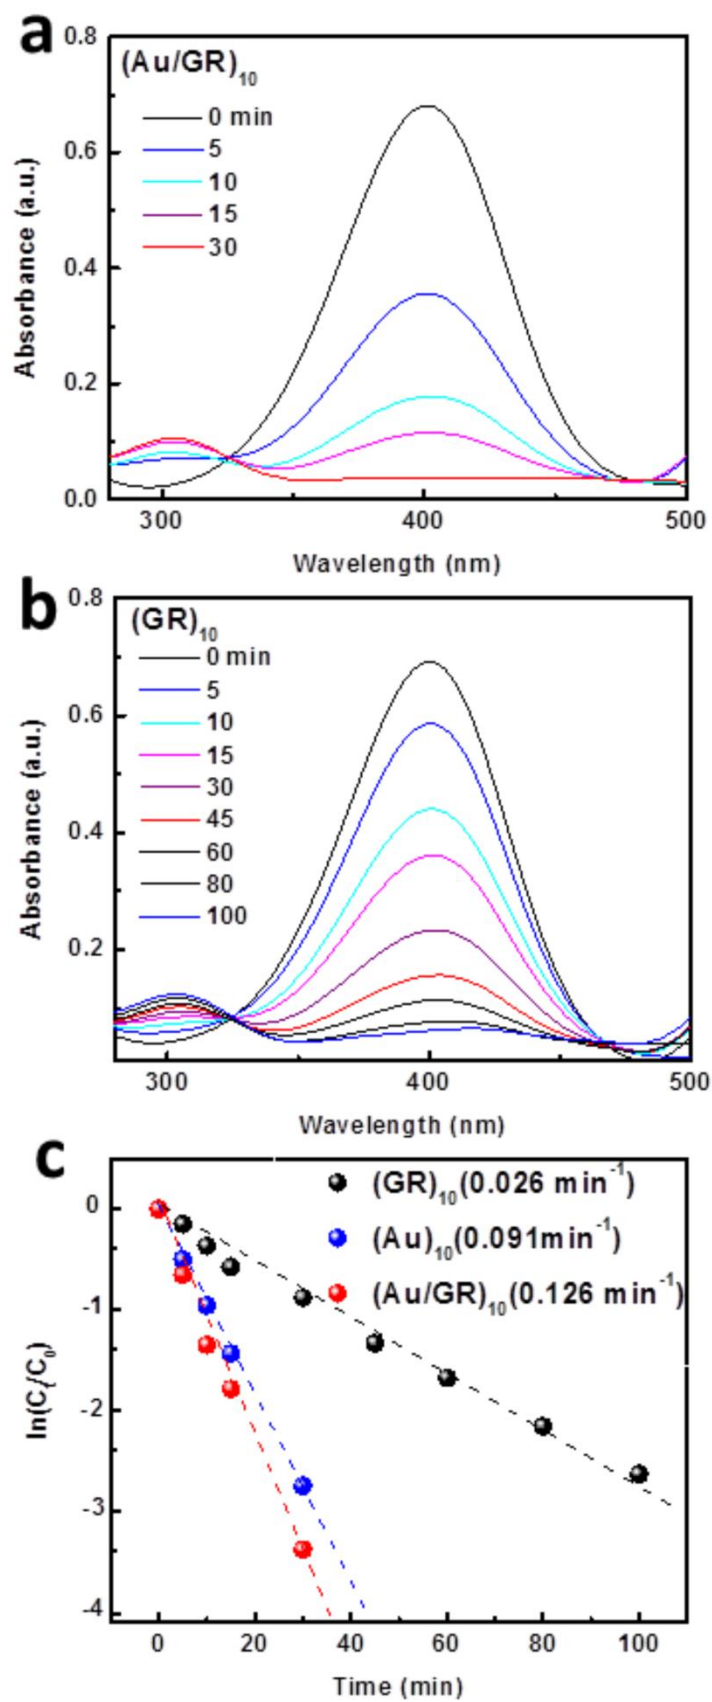 a
(Au/GR)10
0 min
5
10
15
30
0.8
0.6
0.4
0.2
0.0
Absorbance (a.u.)
300
400
500
Wavelength (nm)
b
(GR)10
0 min
5
10
15
30
45
60
80
100
0.8
0.6
0.4
0.2
Absorbance (a.u.)
300
400
500
Wavelength (nm)
c
(GR)10(0.026 min-1)
(Au)10(0.091min-1)
(Au/GR)10(0.126 min-1)
0
-1
-2
-3
-4
ln(Ct/C0)
0
20
40
60
80
100
Time (min)